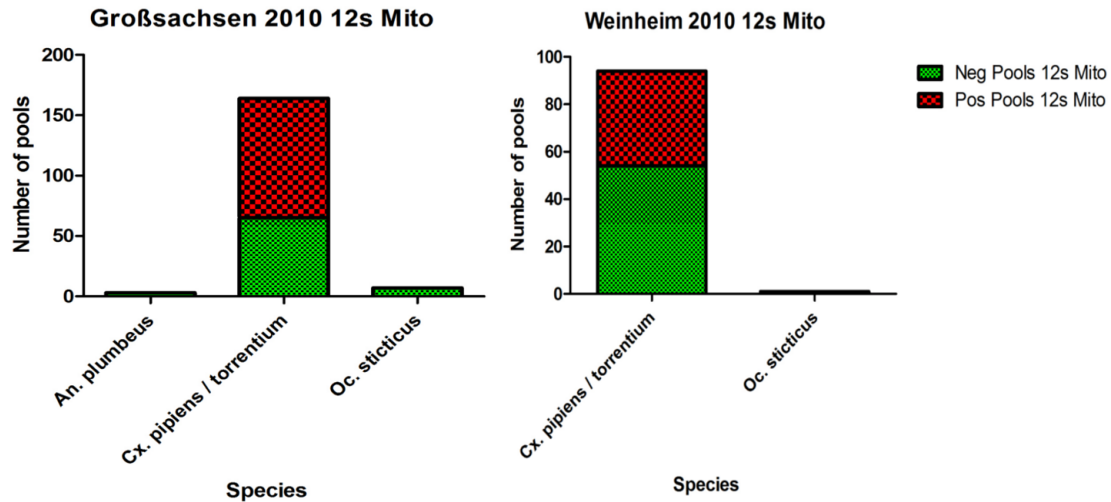 Großsachsen 2010 12s Mito
Number of pools
200
150
100
50
0
An. plumbeus
Cx. pipiens / torrentium
Oc. sticticus
Species
Weinheim 2010 12s Mito
Number of pools
100
80
60
40
20
0
Cx. pipiens / torrentium
Oc. sticticus
Species
Neg Pools 12s Mito
Pos Pools 12s Mito